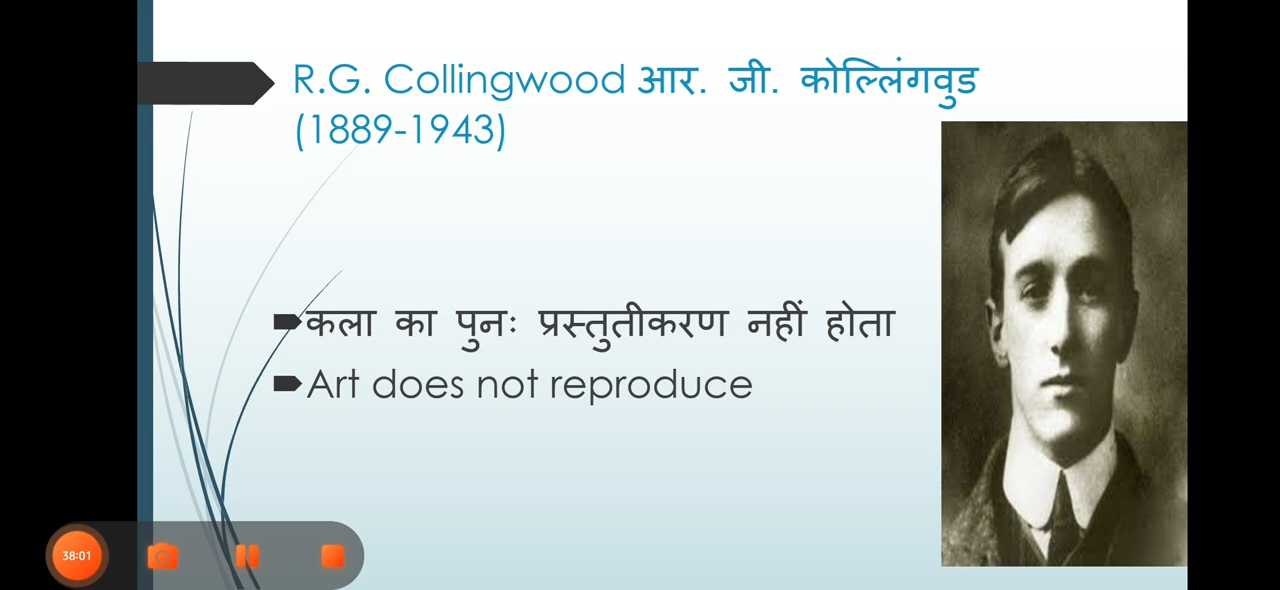 R.G. Collingwood आर. जी. कोल्लिंगवुड
(1889-1943)
कला का पुनः प्रस्तुतीकरण नहीं होता
Art does not reproduce
38:01